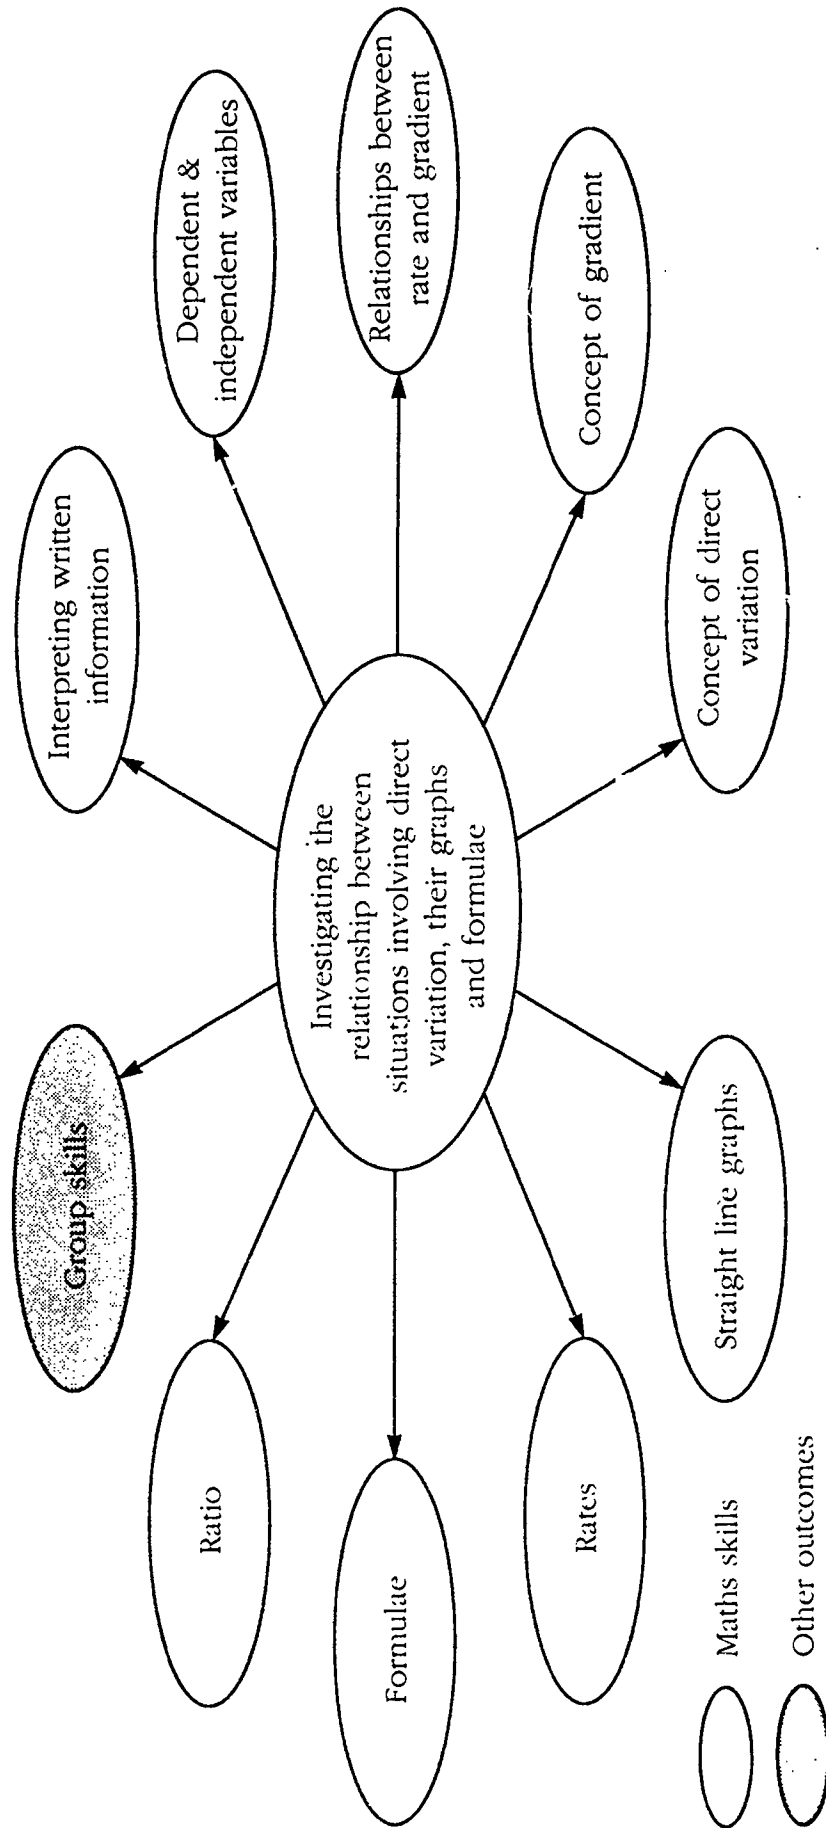 Group skills
Interpreting written
information
Ratio
Dependent &
independent variables
Formulae
Investigating the
relationship between
situations involving direct
variation, their graphs
and formulae
Relationships between
rate and gradient
Rates
Concept of gradient
Straight line graphs
Concept of direct
variation
Maths skills
Other outcomes